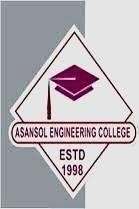 ASANSOL ENGINEERING COLLEGE
ESTD
1998